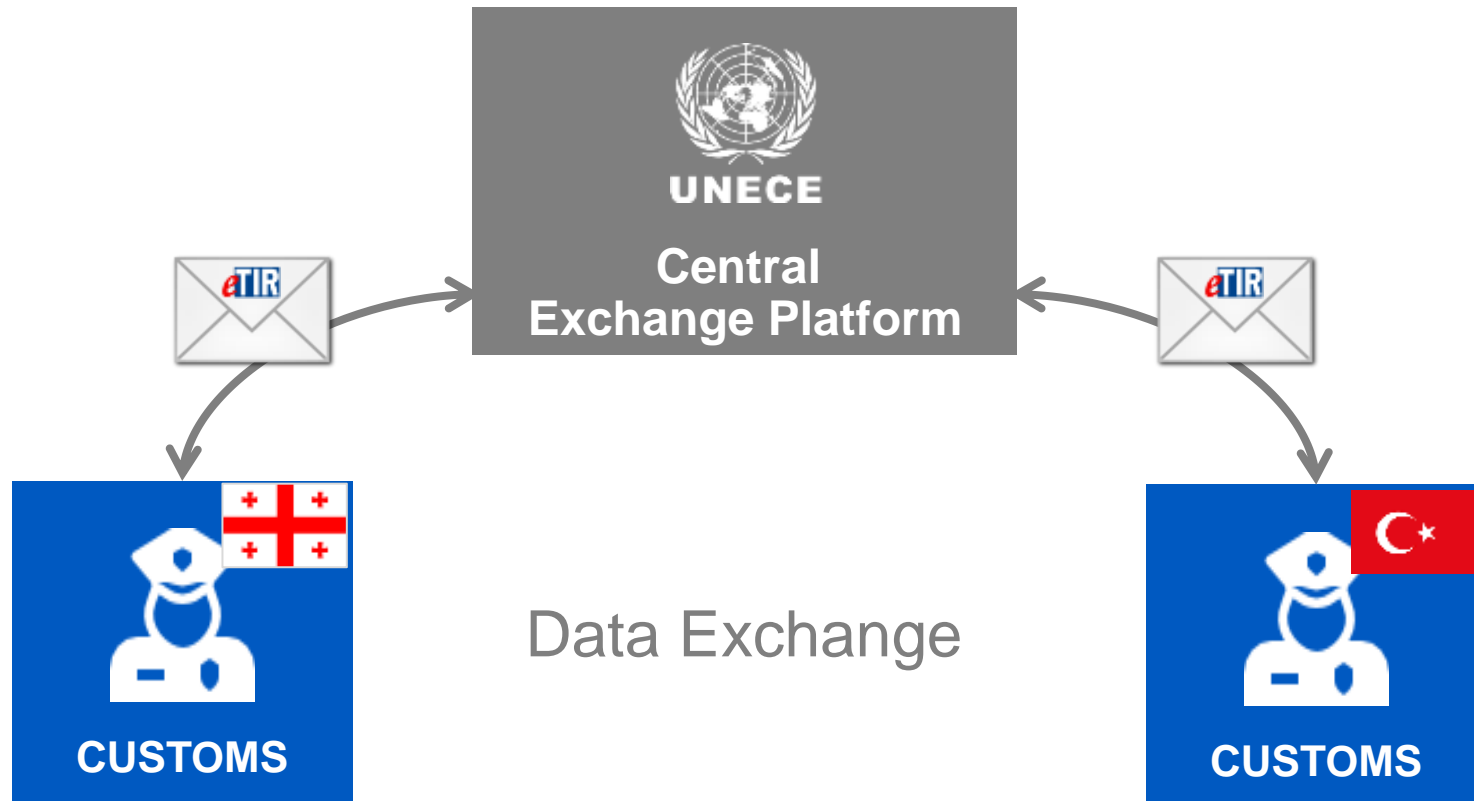 UNECE
Central
Exchange Platform
eTIR
eTIR
Data Exchange
CUSTOMS
CUSTOMS